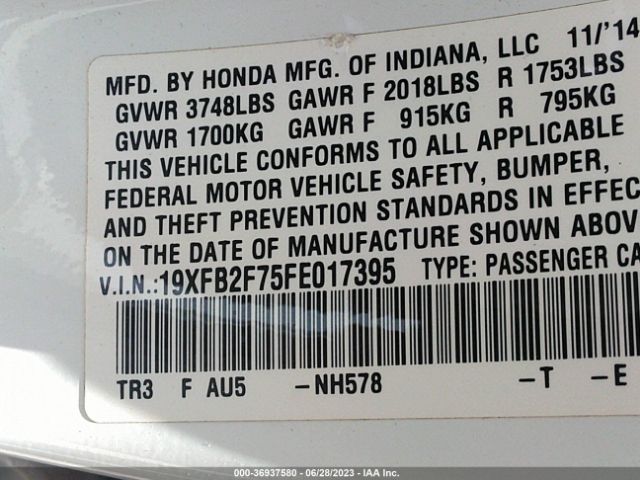 MFD. BY HONDA MFG. OF INDIANA, LLC 11/'14
GVWR 3748LBS GAWR F 2018LBS R 1753LBS
GVWR 1700KG GAWR F 915KG R 795KG
THIS VEHICLE CONFORMS TO ALL APPLICABLE
FEDERAL MOTOR VEHICLE SAFETY, BUMPER,
AND THEFT PREVENTION STANDARDS IN EFFEC
ON THE DATE OF MANUFACTURE SHOWN ABOV
V.I.N.:19XFB2F75FE017395 TYPE: PASSENGER CA
TR3 F AU5 -NH578 -T -E
000-36937580 - 06/28/2023 - IAA Inc.